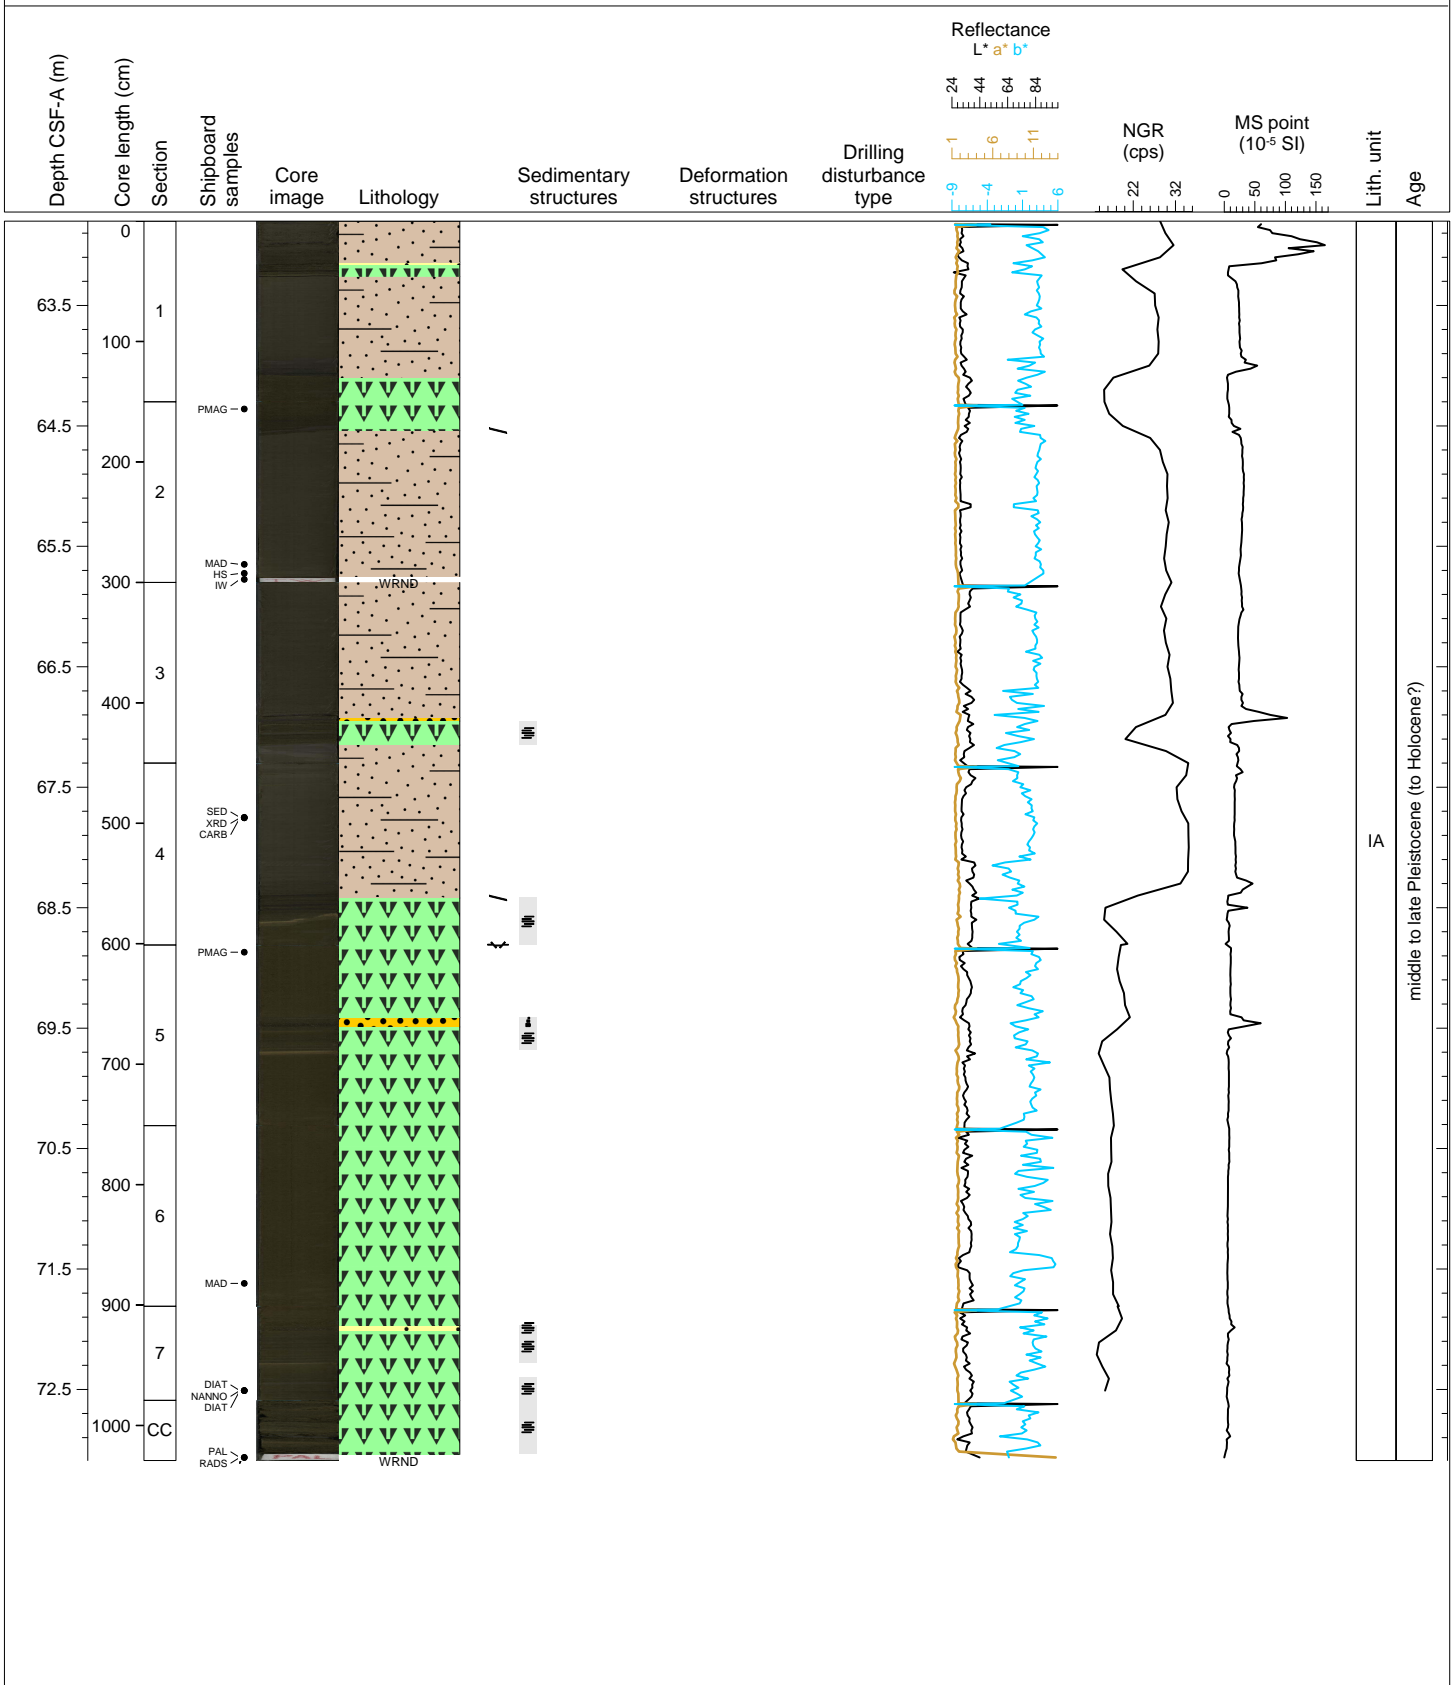 Depth CSF-A (m)
Core length (cm)
Section
Shipboard
samples
Core
image
Lithology
Sedimentary
structures
Deformation
structures
Drilling
disturbance
type
Reflectance
L* a* b*
24 44 64 84
1 6 11
-9 -4 1 6
NGR
(cps)
22 32
MS point
(10-5 SI)
0 50 100 150
Lith. unit
Age
0
63.5
1
100
PMAG
64.5
200
2
65.5
MAD
HS
IW
300
WRND
66.5
3
400
67.5
SED
XRD
CARB
500
4
IA
68.5
600
PMAG
69.5
5
700
70.5
800
6
71.5
MAD
900
7
72.5
DIAT
NANNO
DIAT
1000
CC
PAL
RADS
WRND
middle to late Pleistocene (to Holocene?)